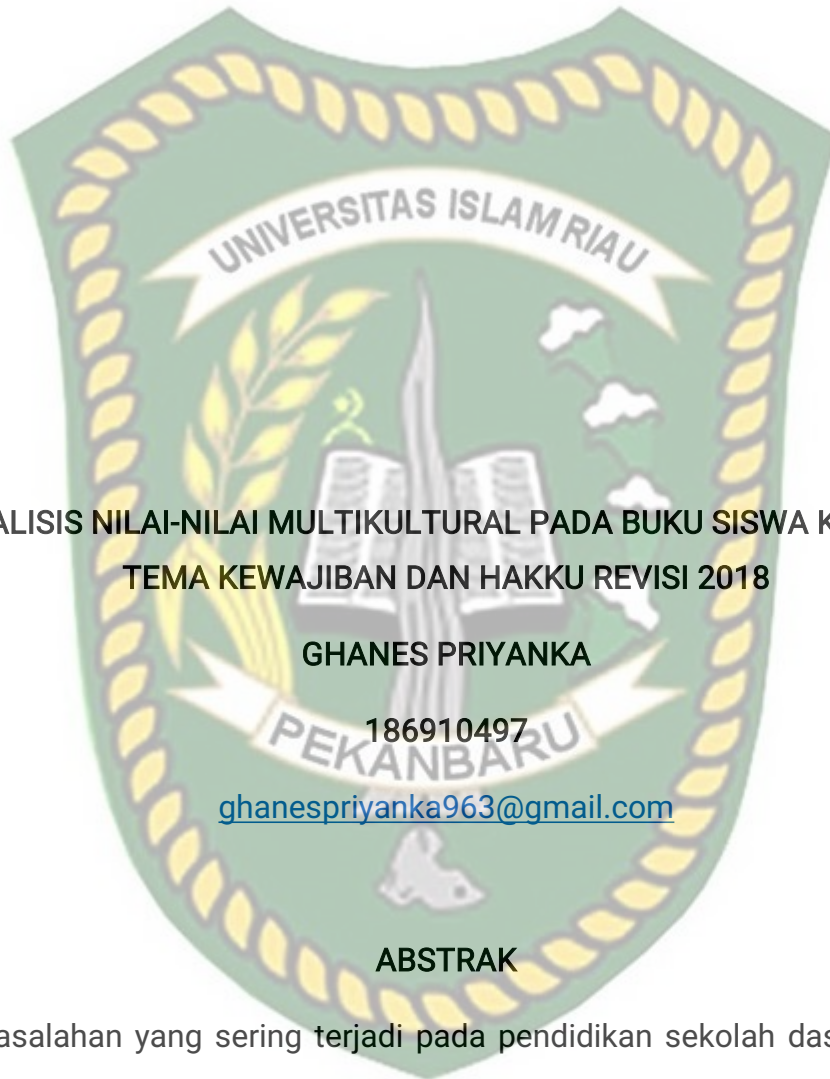 UNIVERSITAS ISLAM RIAU
ALISIS NILAI-NILAI MULTIKULTURAL PADA BUKU SISWA K
TEMA KEWAJIBAN DAN HAKKU REVISI 2018
GHANES PRIYANKA
186910497
PEKANBARU
ghanespriyanka963@gmail.com
ABSTRAK
asalahan yang sering terjadi pada pendidikan sekolah das